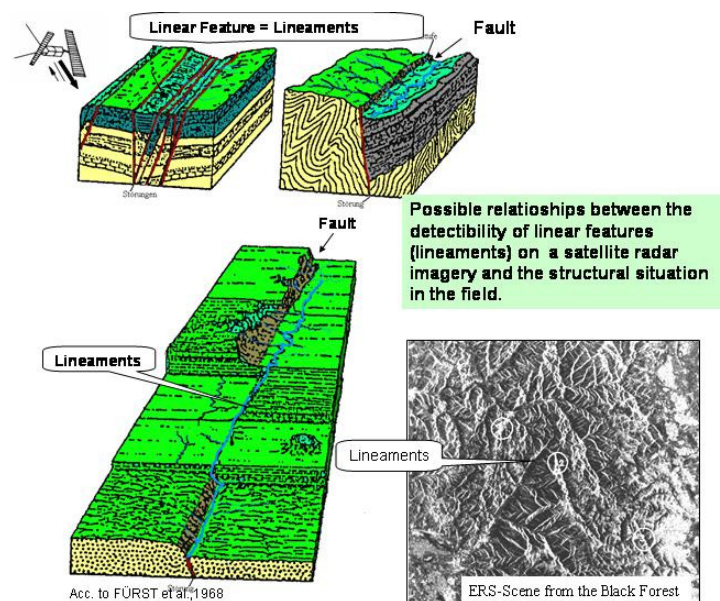 Linear Feature = Lineaments
Fault
Störungen
Störung
Possible relatioships between the
detectibility of linear features
(lineaments) on a satellite radar
imagery and the structural situation
in the field.
Fault
Lineaments
Lineaments
Störung
Acc. to FÜRST et al.,1968
ERS-Scene from the Black Forest